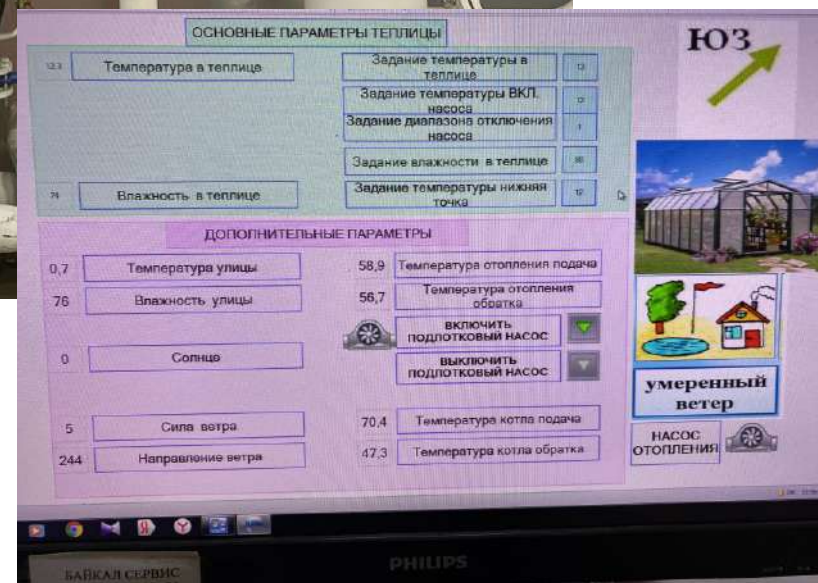 ОСНОВНЫЕ ПАРАМЕТРЫ ТЕПЛИЦЫ
ЮЗ
Температура в теплице
Задание температуры в
теплице
Задание температуры ВКЛ.
насоса
Задание диапазона отключения
насоса
1
Задание влажности в теплице
74
Влажность в теплице
Задание температуры нижняя
точка
12
ДОПОЛНИТЕЛЬНЫЕ ПАРАМЕТРЫ
0,7
Температура улицы
58,9
Температура отопления подача
76
Влажность улицы
56,7
Температура отопления
обратка
ВКЛЮЧИТЬ
ПОДЛОТКОВЫЙ НАСОС
0
Солнце
ВЫКЛЮЧИТЬ
ПОДЛОТКОВЫЙ НАСОС
умеренный
ветер
5
Сила ветра
70,4
Температура котла подача
244
Направление ветра
47,3
Температура котла обратка
НАСОС
ОТОПЛЕНИЯ
БАЙКАЛ СЕРВИС
PHILIPS